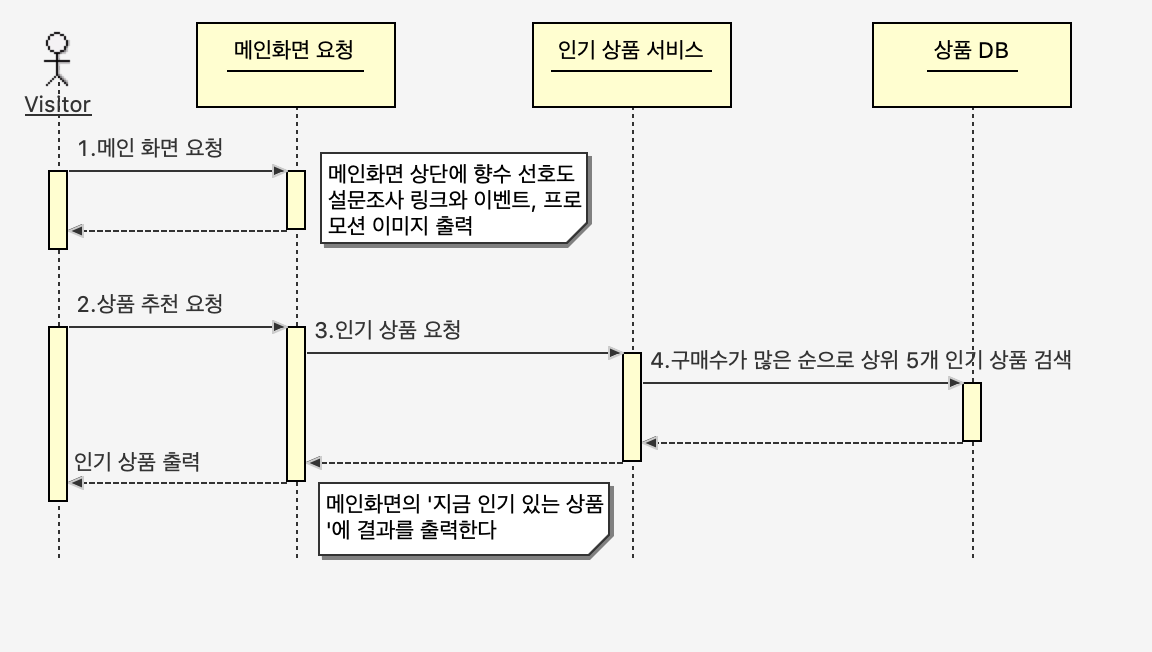 메인화면 요청
인기 상품 서비스
상품 DB
Visitor
1.메인 화면 요청
메인화면 상단에 향수 선호도
설문조사 링크와 이벤트, 프로
모션 이미지 출력
2.상품 추천 요청
3.인기 상품 요청
4.구매수가 많은 순으로 상위 5개 인기 상품 검색
인기 상품 출력
메인화면의 '지금 인기 있는 상품
'에 결과를 출력한다